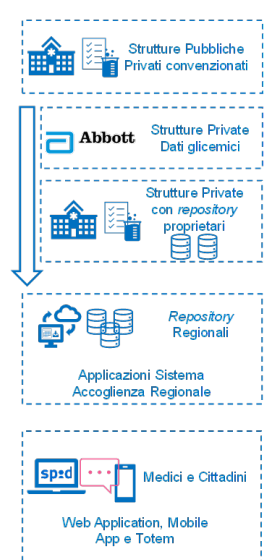 Strutture Pubbliche
Privati convenzionati
Abbott
Strutture Private
Dati glicemici
Strutture Private
con repository
proprietari
Repository
Regionali
Applicazioni Sistema
Accoglienza Regionale
sp:d
Medici e Cittadini
Web Application, Mobile
App e Totem